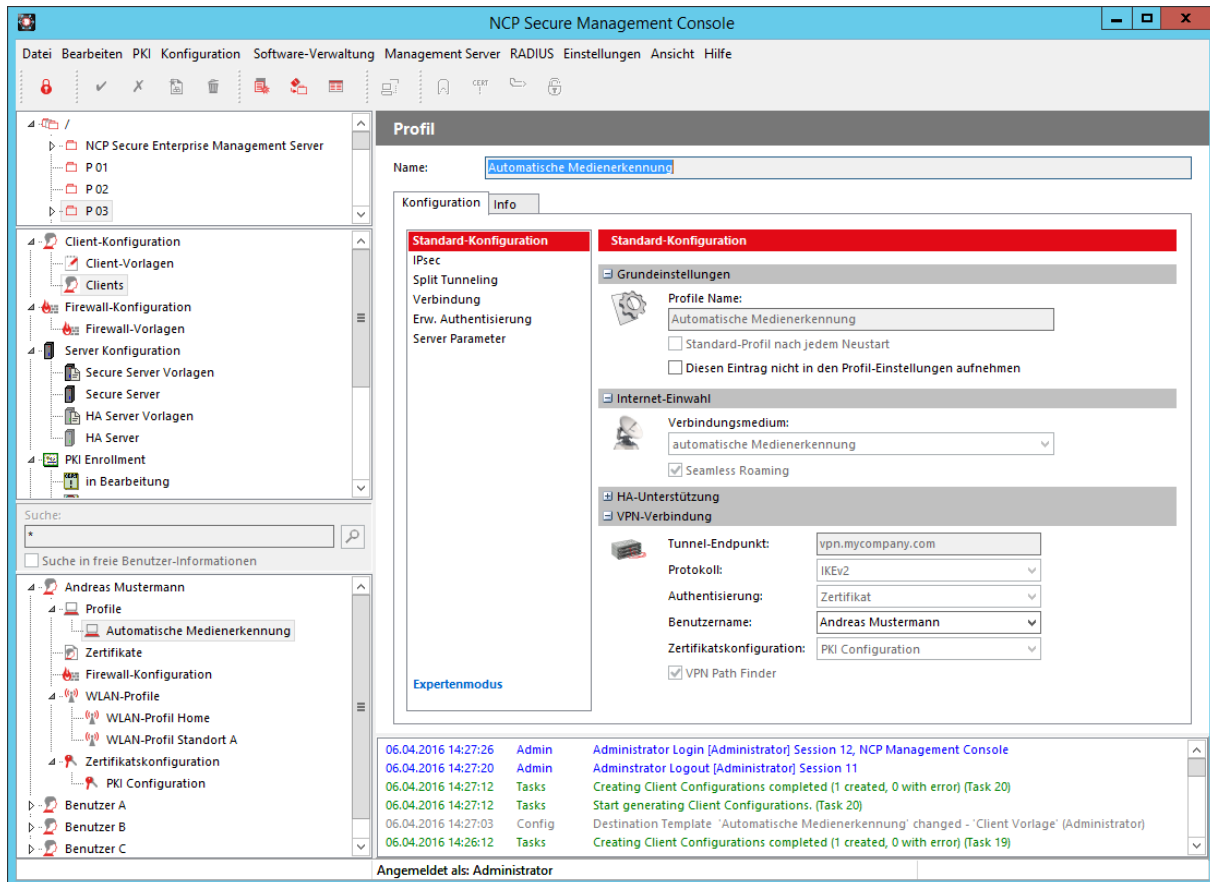 NCP Secure Management Console
Datei Bearbeiten PKI Konfiguration Software-Verwaltung Management Server RADIUS Einstellungen Ansicht Hilfe
CERT
/
NCP Secure Enterprise Management Server
P 01
P 02
P 03
Client-Konfiguration
Client-Vorlagen
Clients
Firewall-Konfiguration
Firewall-Vorlagen
Server Konfiguration
Secure Server Vorlagen
Secure Server
HA Server Vorlagen
HA Server
PKI Enrollment
in Bearbeitung
Suche:
*
Suche in freie Benutzer-Informationen
Andreas Mustermann
Profile
Automatische Medienerkennung
Zertifikate
Firewall-Konfiguration
WLAN-Profile
WLAN-Profil Home
WLAN-Profil Standort A
Zertifikatskonfiguration
PKI Configuration
Benutzer A
Benutzer B
Benutzer C
Profil
Name: Automatische Medienerkennung
Konfiguration Info
Standard-Konfiguration
IPsec
Split Tunneling
Verbindung
Erw. Authentisierung
Server Parameter
Expertenmodus
Standard-Konfiguration
Grundeinstellungen
Profile Name:
Automatische Medienerkennung
Standard-Profil nach jedem Neustart
Diesen Eintrag nicht in den Profil-Einstellungen aufnehmen
Internet-Einwahl
Verbindungsmedium:
automatische Medienerkennung
Seamless Roaming
HA-Unterstützung
VPN-Verbindung
Tunnel-Endpunkt: vpn.mycompany.com
Protokoll: IKEv2
Authentisierung: Zertifikat
Benutzername: Andreas Mustermann
Zertifikatskonfiguration: PKI Configuration
VPN Path Finder
06.04.2016 14:27:26 Admin Administrator Login [Administrator] Session 12, NCP Management Console
06.04.2016 14:27:20 Admin Adminstrator Logout [Administrator] Session 11
06.04.2016 14:27:12 Tasks Creating Client Configurations completed (1 created, 0 with error) (Task 20)
06.04.2016 14:27:12 Tasks Start generating Client Configurations. (Task 20)
06.04.2016 14:27:03 Config Destination Template 'Automatische Medienerkennung' changed - 'Client Vorlage' (Administrator)
06.04.2016 14:26:12 Tasks Creating Client Configurations completed (1 created, 0 with error) (Task 19)
Angemeldet als: Administrator